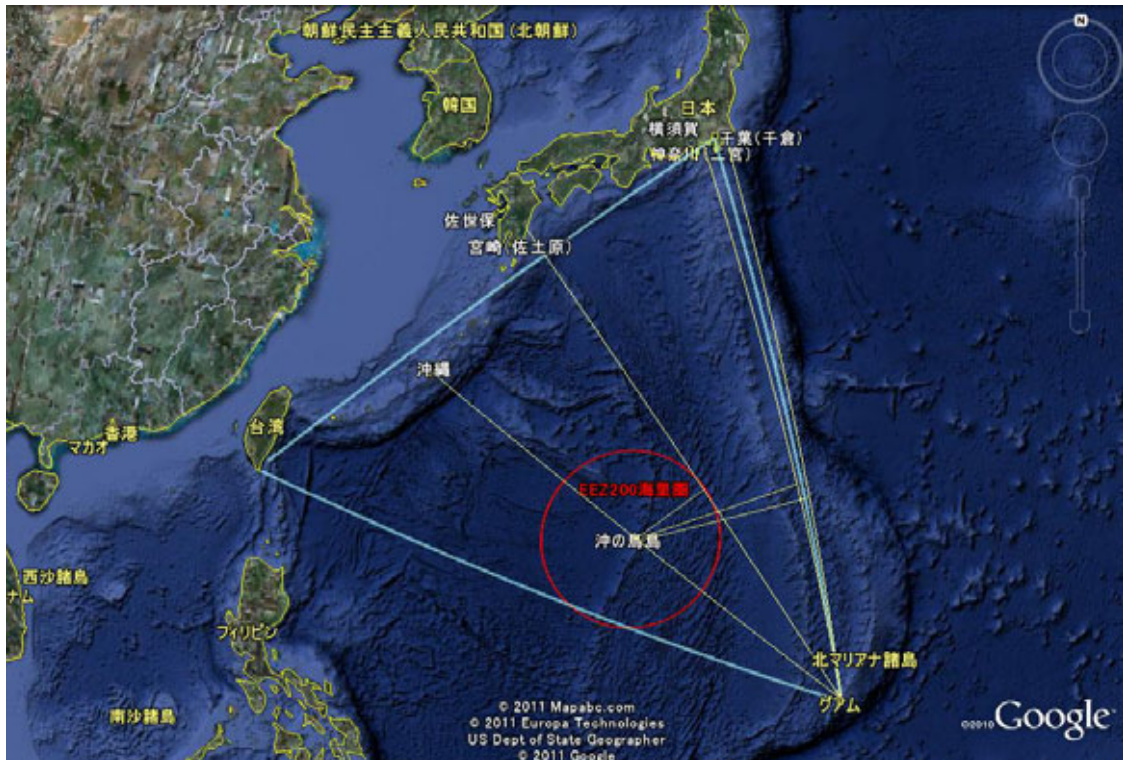 朝鮮民主主義人民共和国(北朝鮮)
N
韓国
日本
横須賀
千葉(千倉)
(神奈川(二宮)
佐世保
宮崎(佐土原)
沖縄
台湾
香港
マカオ
EEZ200海里圏
沖の鳥島
西沙諸島
ナム
フィリピン
北マリアナ諸島
グアム
南沙諸島
© 2011 Mapabc.com
© 2011 Europa Technologies
US Dept of State Geographer
© 2011 Google
©2010 Google™